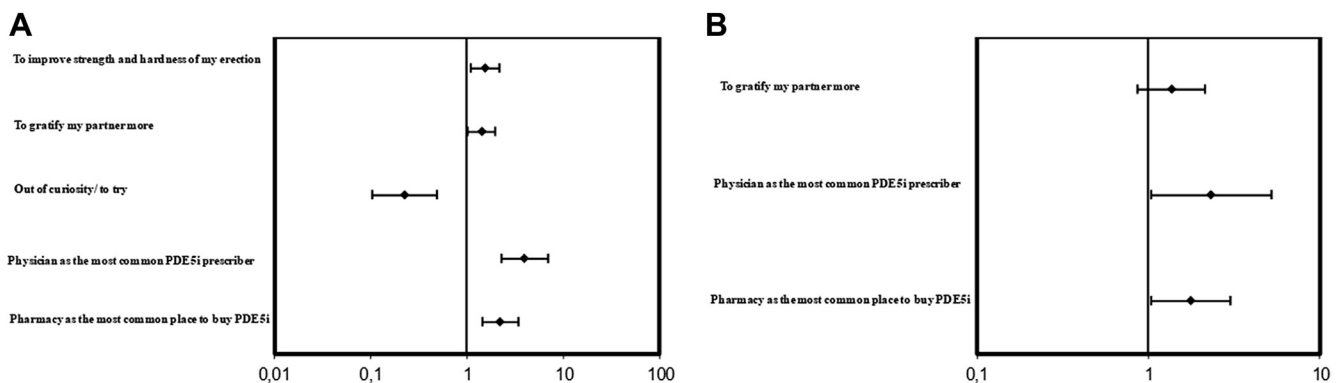 A
To improve strength and hardness of my erection
To gratify my partner more
Out of curiosity/ to try
Physician as the most common PDE5i prescriber
Pharmacy as the most common place to buy PDE5i
0,01 0,1 1 10 100
B
To gratify my partner more
Physician as the most common PDE5i prescriber
Pharmacy as the most common place to buy PDE5i
0,1 1 10